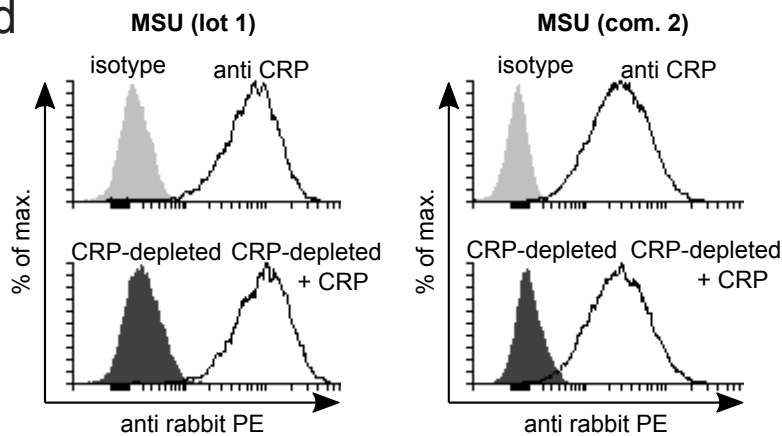 d
MSU (lot 1)
isotype
anti CRP
% of max.
CRP-depleted
CRP-depleted
+ CRP
anti rabbit PE
MSU (com. 2)
isotype
anti CRP
% of max.
CRP-depleted
CRP-depleted
+ CRP
anti rabbit PE